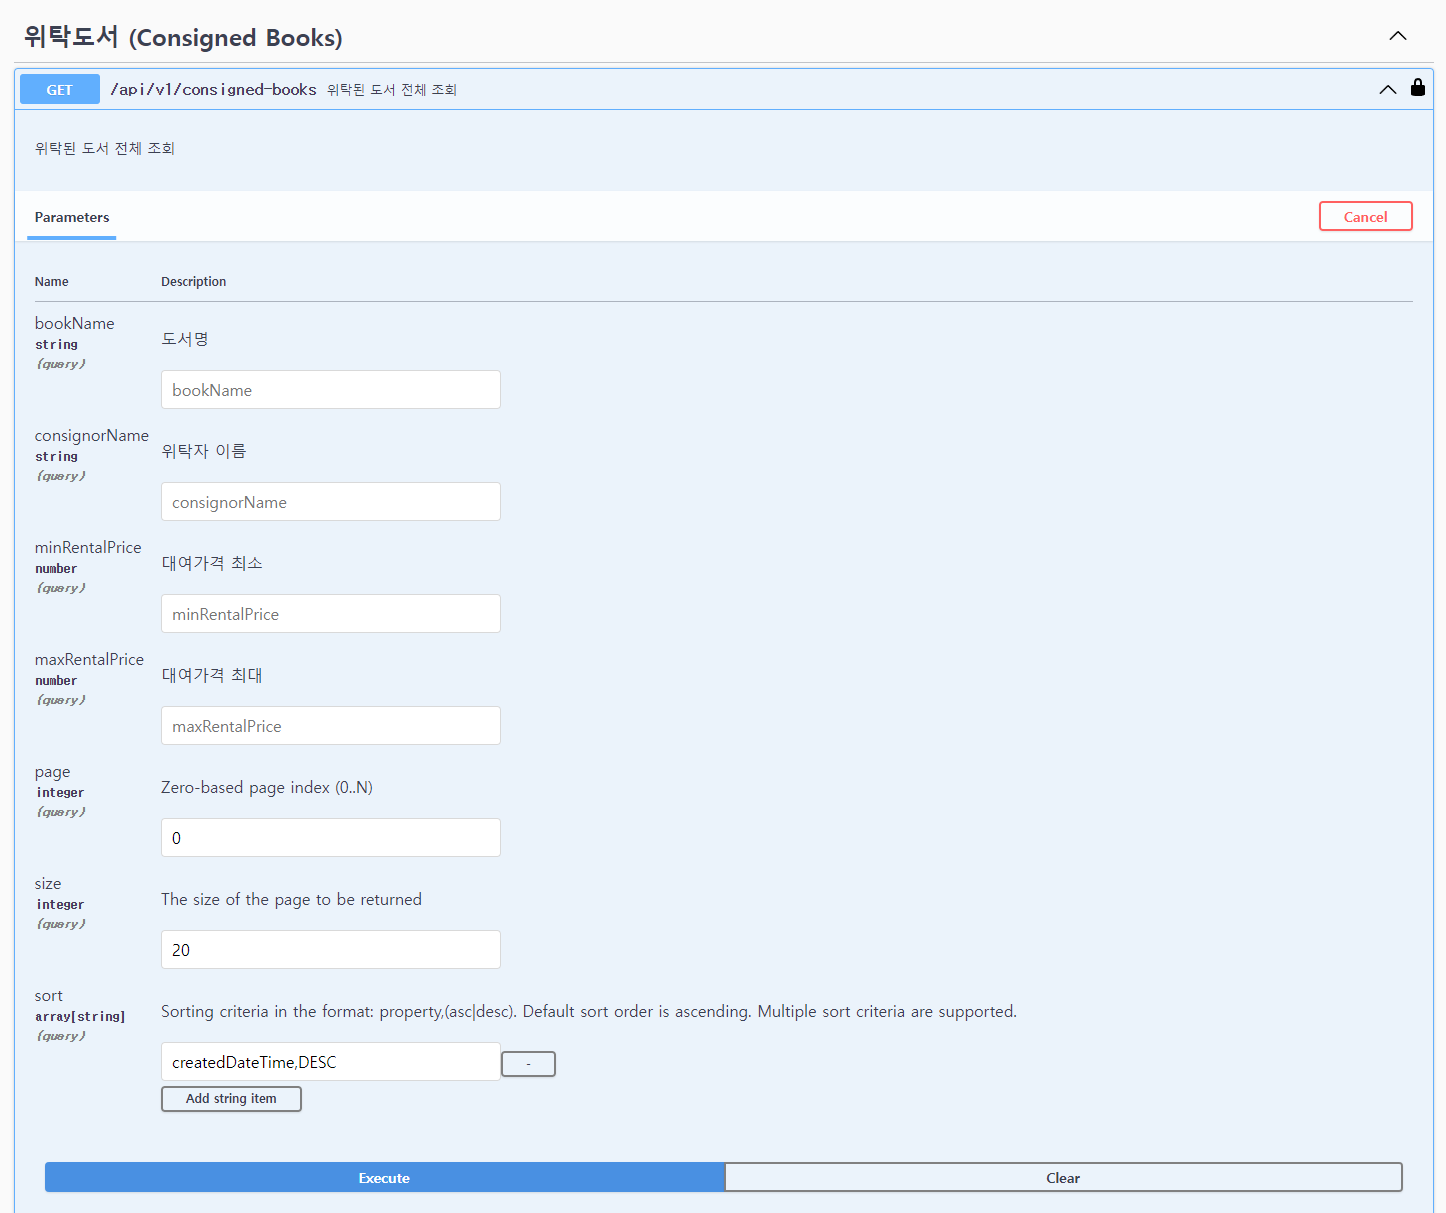 위탁도서 (Consigned Books)
GET /api/v1/consigned-books 위탁된 도서 전체 조회
위탁된 도서 전체 조회
Parameters Cancel
Name Description
bookName
string
(query)
도서명
bookName
consignorName
string
(query)
위탁자 이름
consignorName
minRentalPrice
number
(query)
대여가격 최소
minRentalPrice
maxRentalPrice
number
(query)
대여가격 최대
maxRentalPrice
page
integer
(query)
Zero-based page index (0..N)
0
size
integer
(query)
The size of the page to be returned
20
sort
array[string]
(query)
Sorting criteria in the format: property,(asc|desc). Default sort order is ascending. Multiple sort criteria are supported.
createdDateTime,DESC -
Add string item
Execute Clear